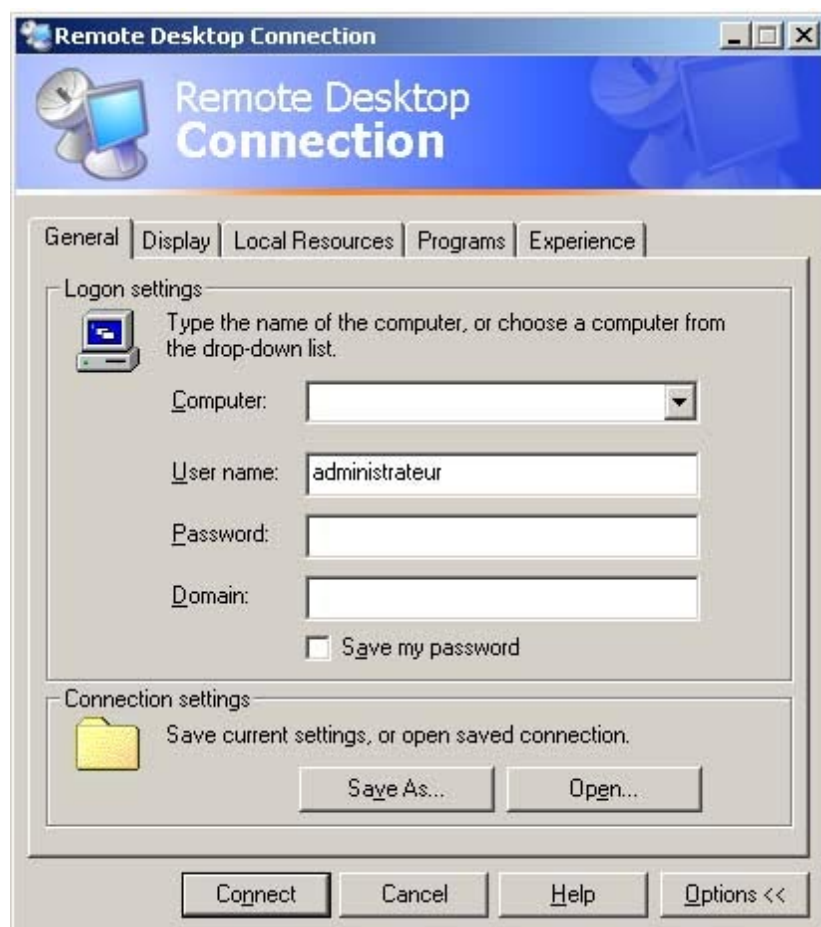 Remote Desktop Connection
Remote Desktop
Connection
General Display Local Resources Programs Experience
Logon settings
Type the name of the computer, or choose a computer from
the drop-down list.
Computer:
User name: administrateur
Password:
Domain:
Save my password
Connection settings
Save current settings, or open saved connection.
Save As... Open...
Connect Cancel Help Options <<